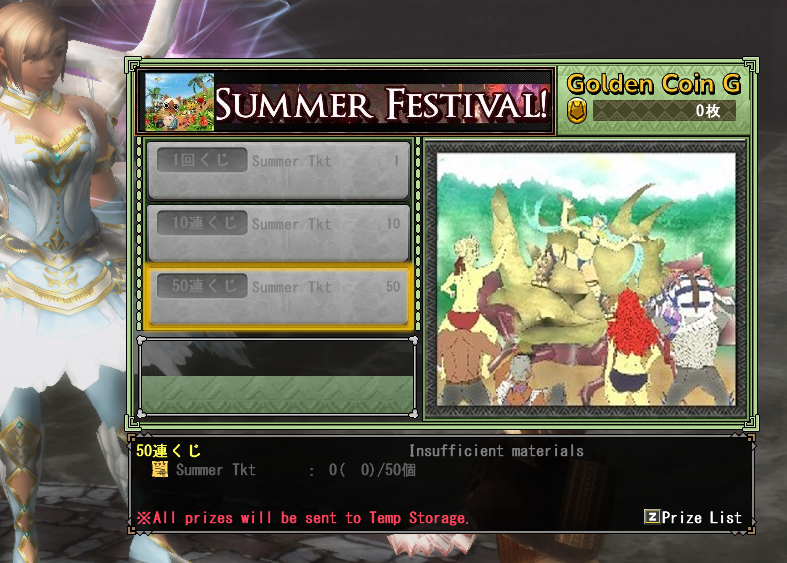 Summer Festival!
Golden Coin G
0枚
1回くじ Summer Tkt 1
10連くじ Summer Tkt 10
50連くじ Summer Tkt 50
50連くじ Insufficient materials
Summer Tkt : 0( 0)/50個
※All prizes will be sent to Temp Storage.
Z Prize List